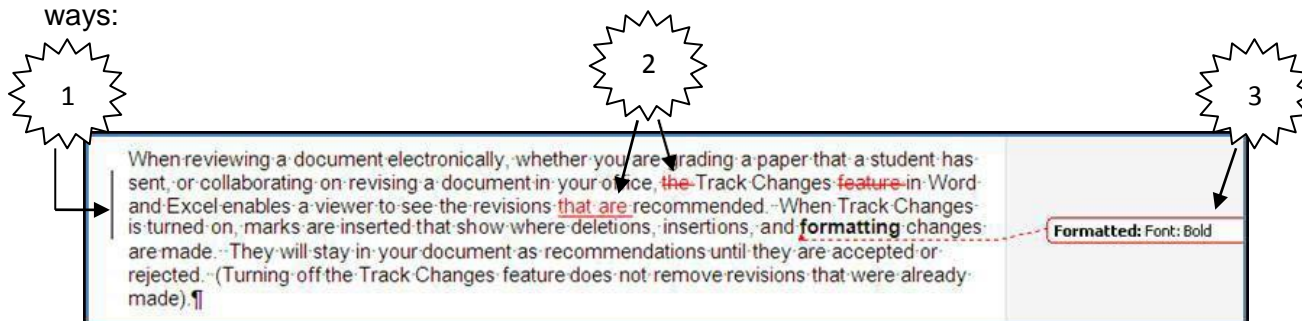 ways:
1
2
3
When reviewing a document electronically, whether you are grading a paper that a student has
sent, or collaborating on revising a document in your office, the Track Changes feature in Word
and Excel enables a viewer to see the revisions that are recommended. When Track Changes
is turned on, marks are inserted that show where deletions, insertions, and formatting changes
are made. They will stay in your document as recommendations until they are accepted or
rejected. (Turning off the Track Changes feature does not remove revisions that were already
made).¶
Formatted: Font: Bold